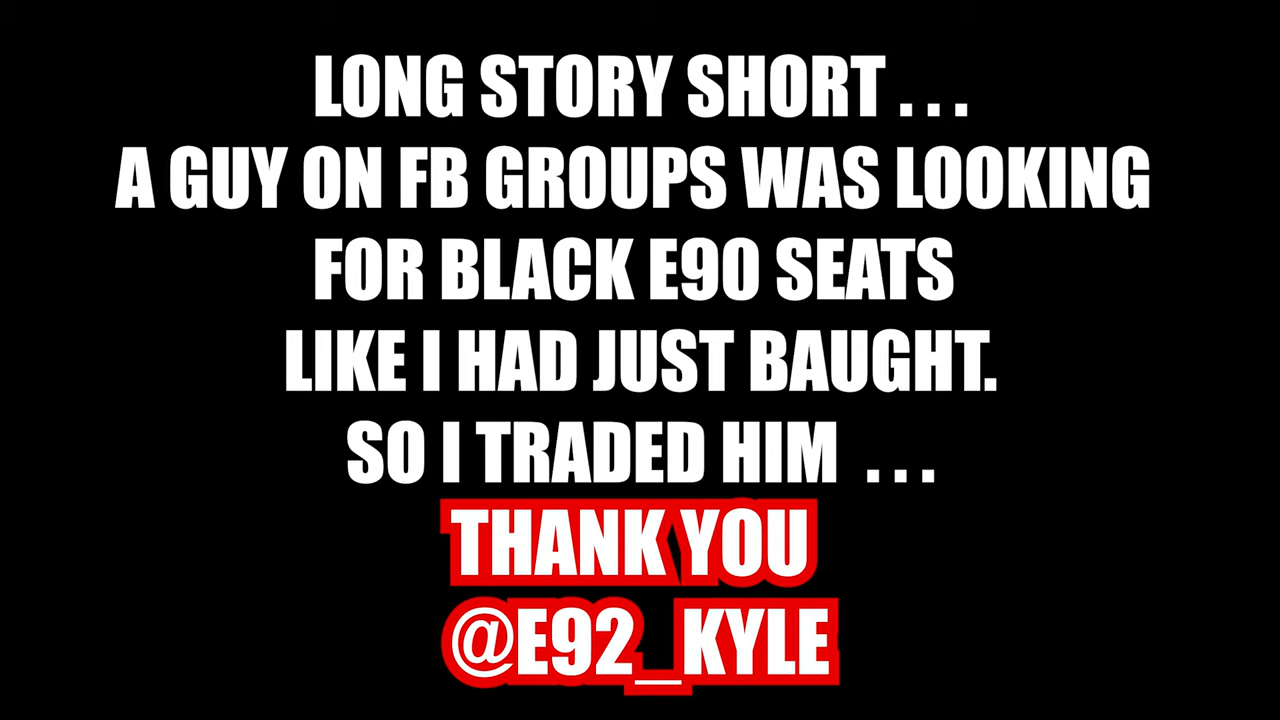 LONG STORY SHORT . . .
A GUY ON FB GROUPS WAS LOOKING
FOR BLACK E90 SEATS
LIKE I HAD JUST BAUGHT.
SO I TRADED HIM . . .
THANK YOU
@E92_KYLE